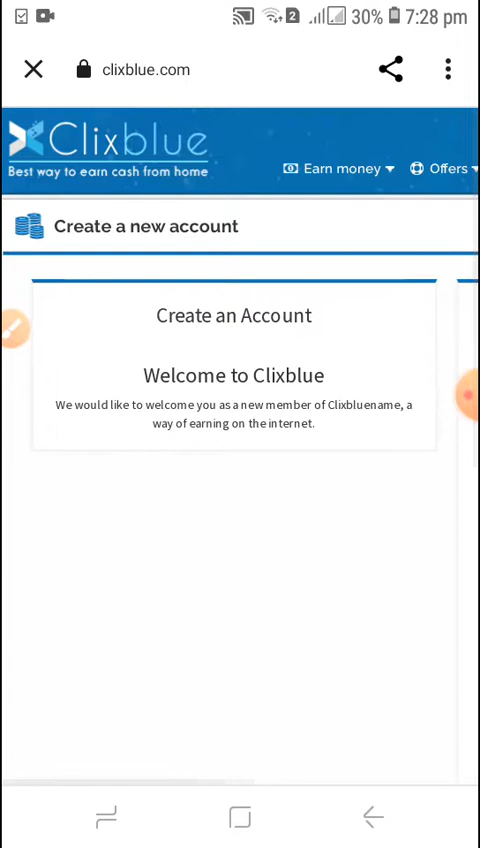 2 30% 7:28 pm
clixblue.com
Clixblue
Best way to earn cash from home
Earn money Offers
Create a new account
Create an Account
Welcome to Clixblue
We would like to welcome you as a new member of Clixbluename, a
way of earning on the internet.